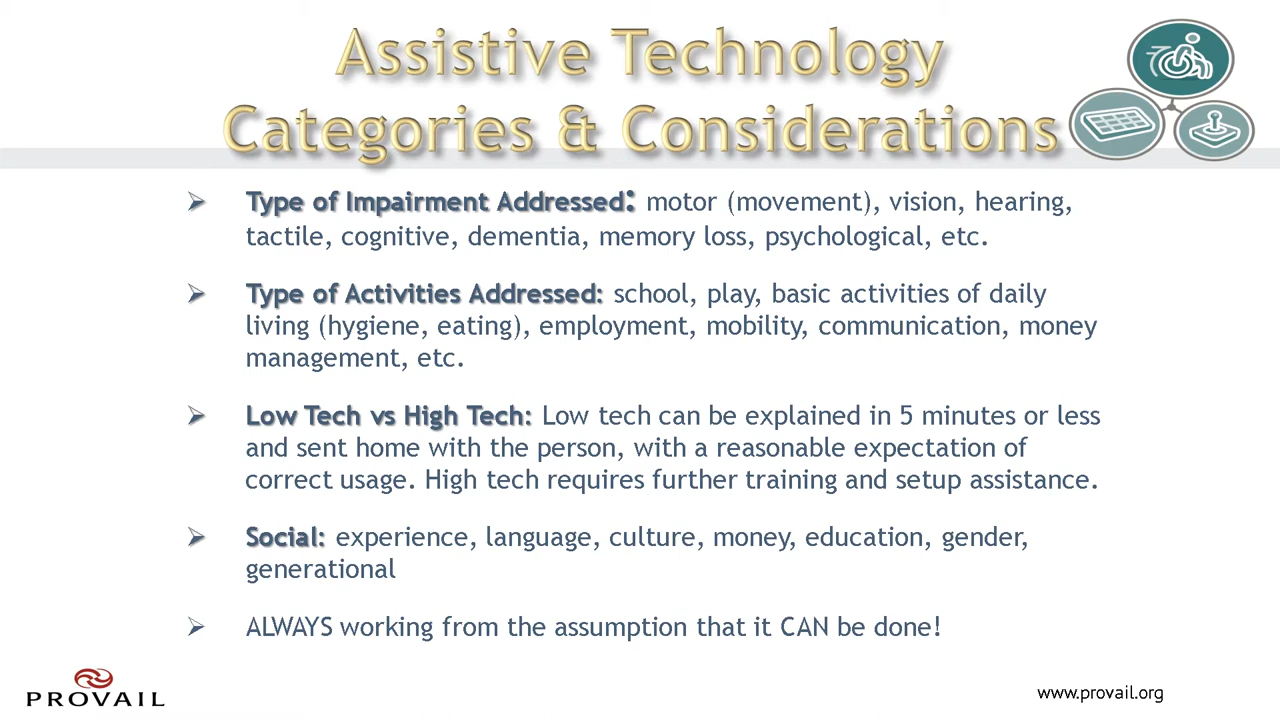 Assistive Technology
Categories & Considerations
Type of Impairment Addressed: motor (movement), vision, hearing,
tactile, cognitive, dementia, memory loss, psychological, etc.
Type of Activities Addressed: school, play, basic activities of daily
living (hygiene, eating), employment, mobility, communication, money
management, etc.
Low Tech vs High Tech: Low tech can be explained in 5 minutes or less
and sent home with the person, with a reasonable expectation of
correct usage. High tech requires further training and setup assistance.
Social: experience, language, culture, money, education, gender,
generational
ALWAYS working from the assumption that it CAN be done!
PROVAIL
www.provail.org